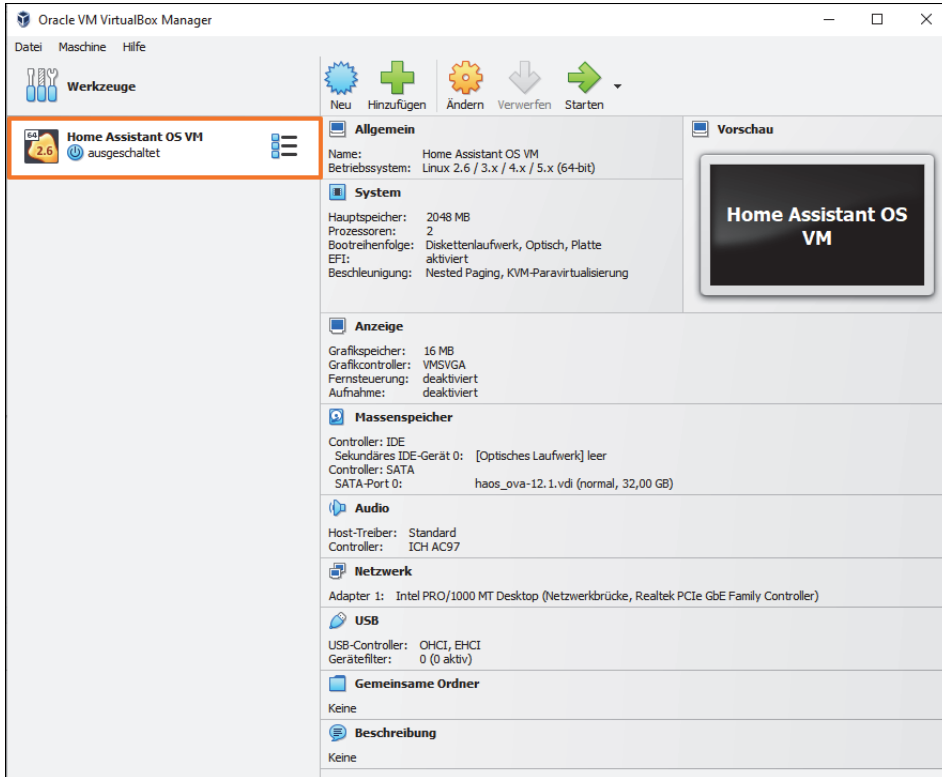 Oracle VM VirtualBox Manager
Datei Maschine Hilfe
Werkzeuge
Neu Hinzufügen Ändern Verwerfen Starten
64
2.6
Home Assistant OS VM
ausgeschaltet
Allgemein
Name: Home Assistant OS VM
Betriebssystem: Linux 2.6 / 3.x / 4.x / 5.x (64-bit)
Vorschau
Home Assistant OS
VM
System
Hauptspeicher: 2048 MB
Prozessoren: 2
Bootreihenfolge: Diskettenlaufwerk, Optisch, Platte
EFI: aktiviert
Beschleunigung: Nested Paging, KVM-Paravirtualisierung
Anzeige
Grafikspeicher: 16 MB
Grafikcontroller: VMSVGA
Fernsteuerung: deaktiviert
Aufnahme: deaktiviert
Massenspeicher
Controller: IDE
Sekundäres IDE-Gerät 0: [Optisches Laufwerk] leer
Controller: SATA
SATA-Port 0: haos_ova-12.1.vdi (normal, 32,00 GB)
Audio
Host-Treiber: Standard
Controller: ICH AC97
Netzwerk
Adapter 1: Intel PRO/1000 MT Desktop (Netzwerkbrücke, Realtek PCIe GbE Family Controller)
USB
USB-Controller: OHCI, EHCI
Gerätefilter: 0 (0 aktiv)
Gemeinsame Ordner
Keine
Beschreibung
Keine